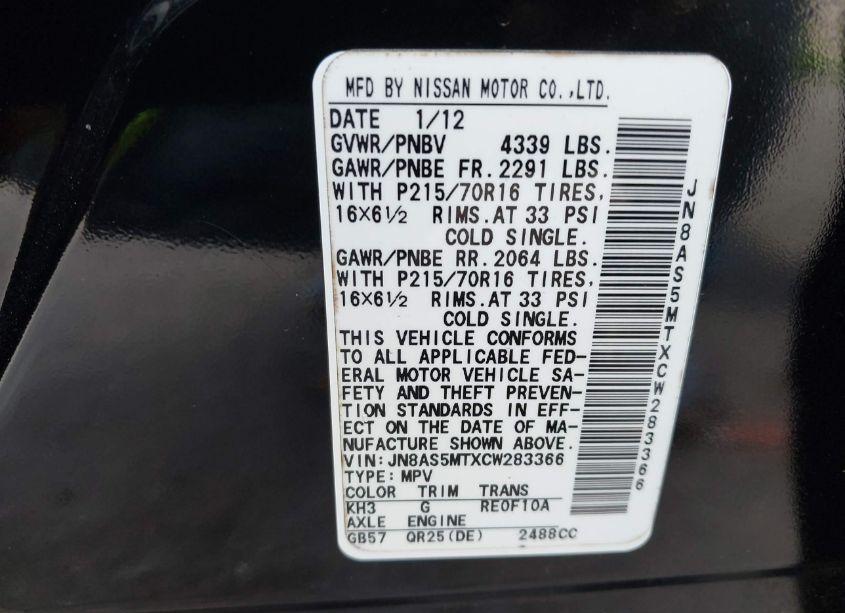 MFD BY NISSAN MOTOR CO.,LTD.
DATE 1/12
GVWR/PNBV 4339 LBS.
GAWR/PNBE FR.2291 LBS.
WITH P215/70R16 TIRES,
16×6½ RIMS.AT 33 PSI
COLD SINGLE.
GAWR/PNBE RR.2064 LBS.
WITH P215/70R16 TIRES,
16×6½ RIMS.AT 33 PSI
COLD SINGLE.
THIS VEHICLE CONFORMS
TO ALL APPLICABLE FED-
ERAL MOTOR VEHICLE SA-
FETY AND THEFT PREVEN-
TION STANDARDS IN EFF-
ECT ON THE DATE OF MA-
NUFACTURE SHOWN ABOVE.
VIN:JN8AS5MTXCW283366
TYPE:MPV
COLOR TRIM TRANS
KH3 G RE0F10A
AXLE ENGINE
GB57 QR25(DE) 2488CC
JN8AS5MTXCW283366